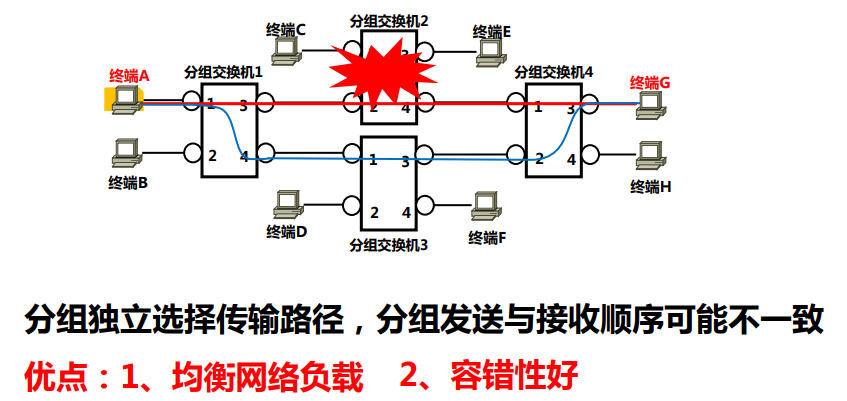 终端C
分组交换机2
终端E
终端A
分组交换机1
3
分组交换机4
终端G
1
3
2
4
1
3
2
4
1
3
2
4
终端B
终端H
终端D
2
4
终端F
分组交换机3
分组独立选择传输路径，分组发送与接收顺序可能不一致
优点：1、均衡网络负载 2、容错性好